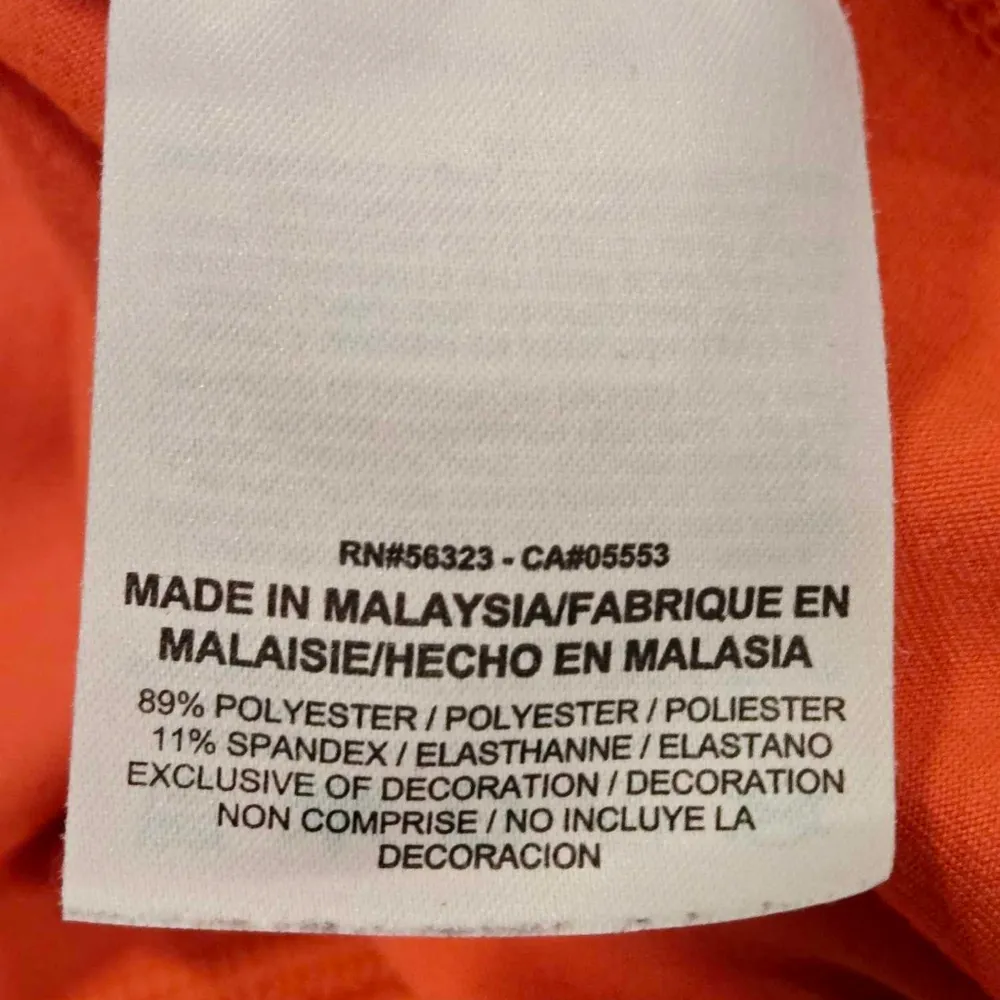 RN#56323 - CA#05553
MADE IN MALAYSIA/FABRIQUE EN
MALAISIE/HECHO EN MALASIA
89% POLYESTER / POLYESTER / POLIESTER
11% SPANDEX / ELASTHANNE / ELASTANO
EXCLUSIVE OF DECORATION / DECORATION
NON COMPRISE / NO INCLUYE LA
DECORACION